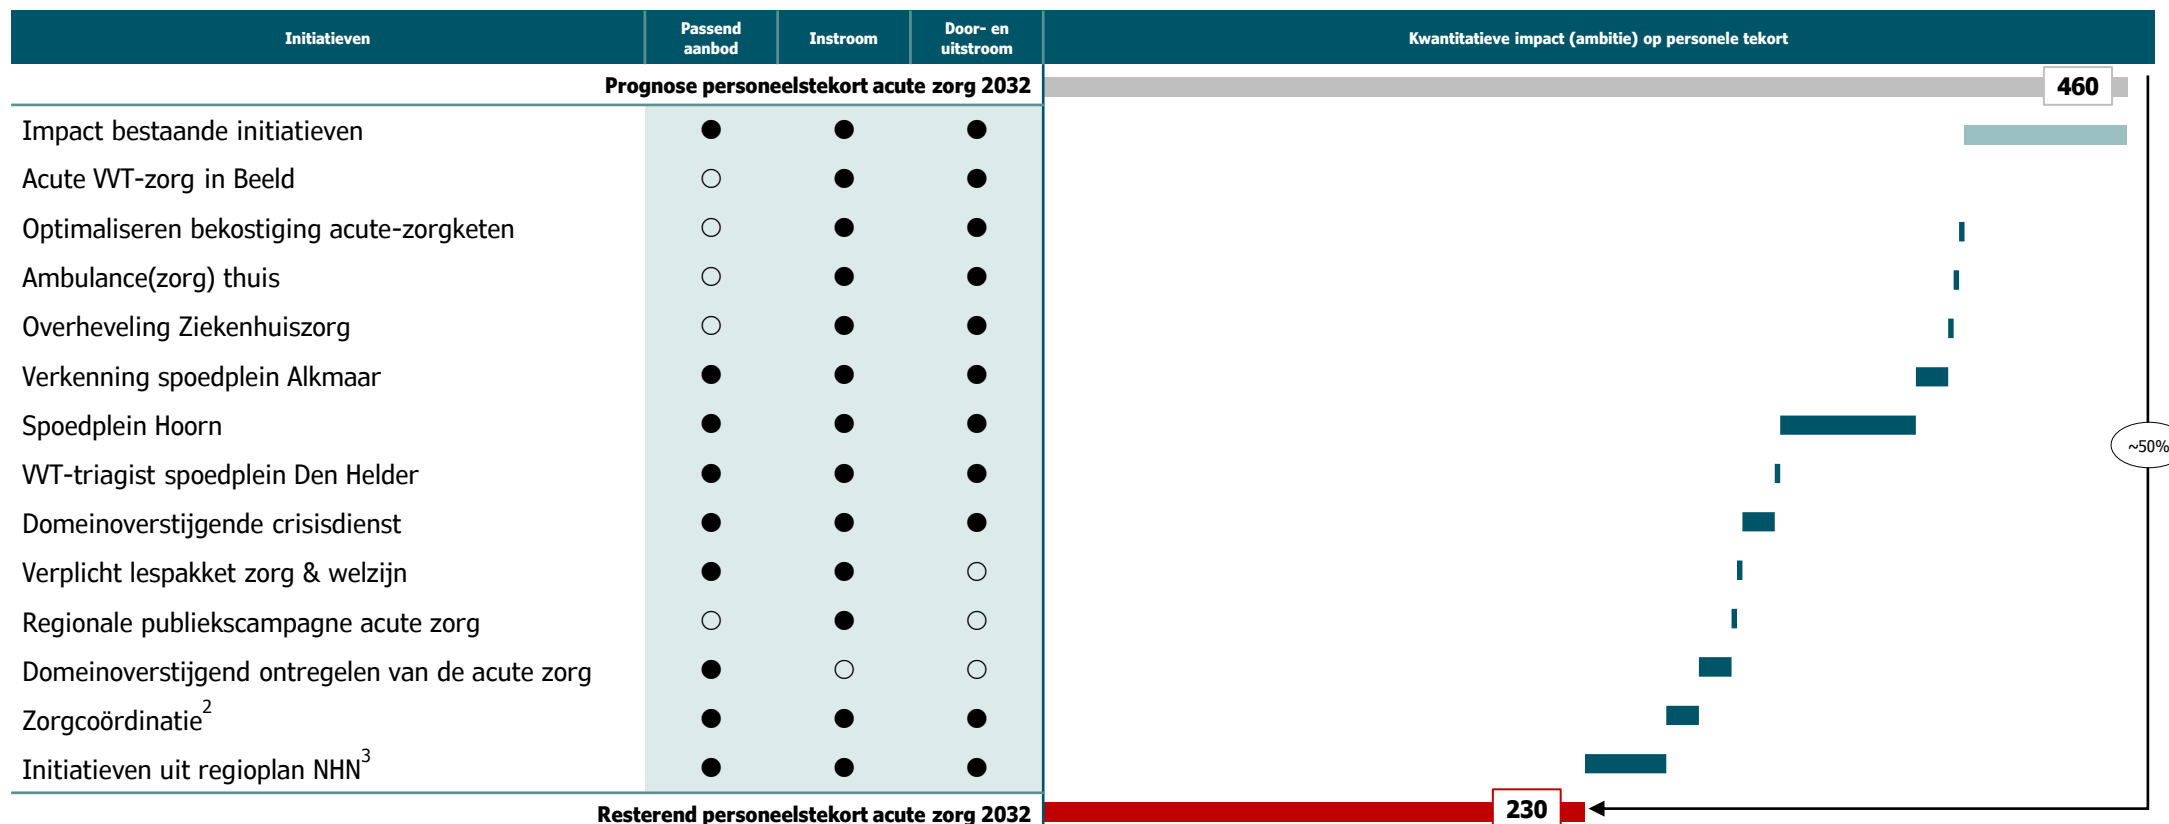 Initiatieven
Passend aanbod
Instroom
Door- en uitstroom
Kwantitatieve impact (ambitie) op personele tekort
Prognose personeelstekort acute zorg 2032
460
Impact bestaande initiatieven
Acute VVT-zorg in Beeld
Optimaliseren bekostiging acute-zorgketen
Ambulance(zorg) thuis
Overheveling Ziekenhuiszorg
Verkenning spoedplein Alkmaar
Spoedplein Hoorn
~50%
VVT-triagist spoedplein Den Helder
Domeinoverstijgende crisisdienst
Verplicht lespakket zorg & welzijn
Regionale publiekscampagne acute zorg
Domeinoverstijgend ontregelen van de acute zorg
Zorgcoördinatie2
Initiatieven uit regioplan NHN3
Resterend personeelstekort acute zorg 2032
230